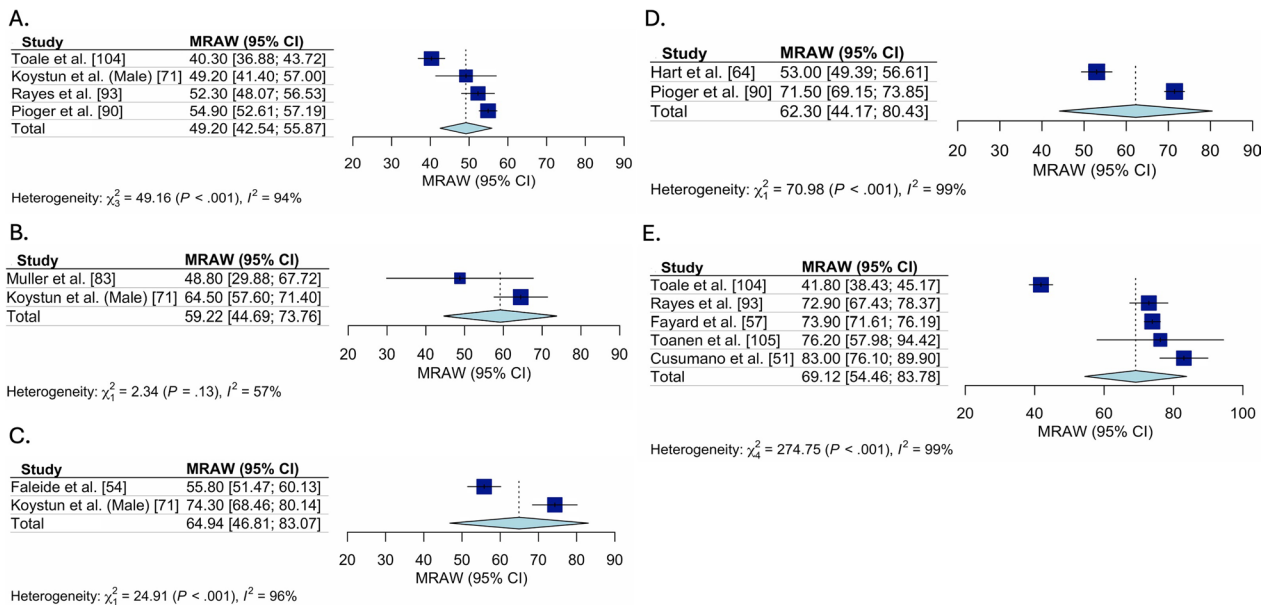 A.
Study MRAW (95% CI)
Toale et al. [104] 40.30 [36.88; 43.72]
Koystun et al. (Male) [71] 49.20 [41.40; 57.00]
Rayes et al. [93] 52.30 [48.07; 56.53]
Pioger et al. [90] 54.90 [52.61; 57.19]
Total 49.20 [42.54; 55.87]
20 30 40 50 60 70 80 90
MRAW (95% CI)
Heterogeneity: χ²₃ = 49.16 (P < .001), I² = 94%
B.
Study MRAW (95% CI)
Muller et al. [83] 48.80 [29.88; 67.72]
Koystun et al. (Male) [71] 64.50 [57.60; 71.40]
Total 59.22 [44.69; 73.76]
20 30 40 50 60 70 80 90
MRAW (95% CI)
Heterogeneity: χ²₁ = 2.34 (P = .13), I² = 57%
C.
Study MRAW (95% CI)
Faleide et al. [54] 55.80 [51.47; 60.13]
Koystun et al. (Male) [71] 74.30 [68.46; 80.14]
Total 64.94 [46.81; 83.07]
20 30 40 50 60 70 80 90
MRAW (95% CI)
Heterogeneity: χ²₁ = 24.91 (P < .001), I² = 96%
D.
Study MRAW (95% CI)
Hart et al. [64] 53.00 [49.39; 56.61]
Pioger et al. [90] 71.50 [69.15; 73.85]
Total 62.30 [44.17; 80.43]
20 30 40 50 60 70 80 90
MRAW (95% CI)
Heterogeneity: χ²₁ = 70.98 (P < .001), I² = 99%
E.
Study MRAW (95% CI)
Toale et al. [104] 41.80 [38.43; 45.17]
Rayes et al. [93] 72.90 [67.43; 78.37]
Fayard et al. [57] 73.90 [71.61; 76.19]
Toanen et al. [105] 76.20 [57.98; 94.42]
Cusumano et al. [51] 83.00 [76.10; 89.90]
Total 69.12 [54.46; 83.78]
20 40 60 80 100
MRAW (95% CI)
Heterogeneity: χ²₄ = 274.75 (P < .001), I² = 99%